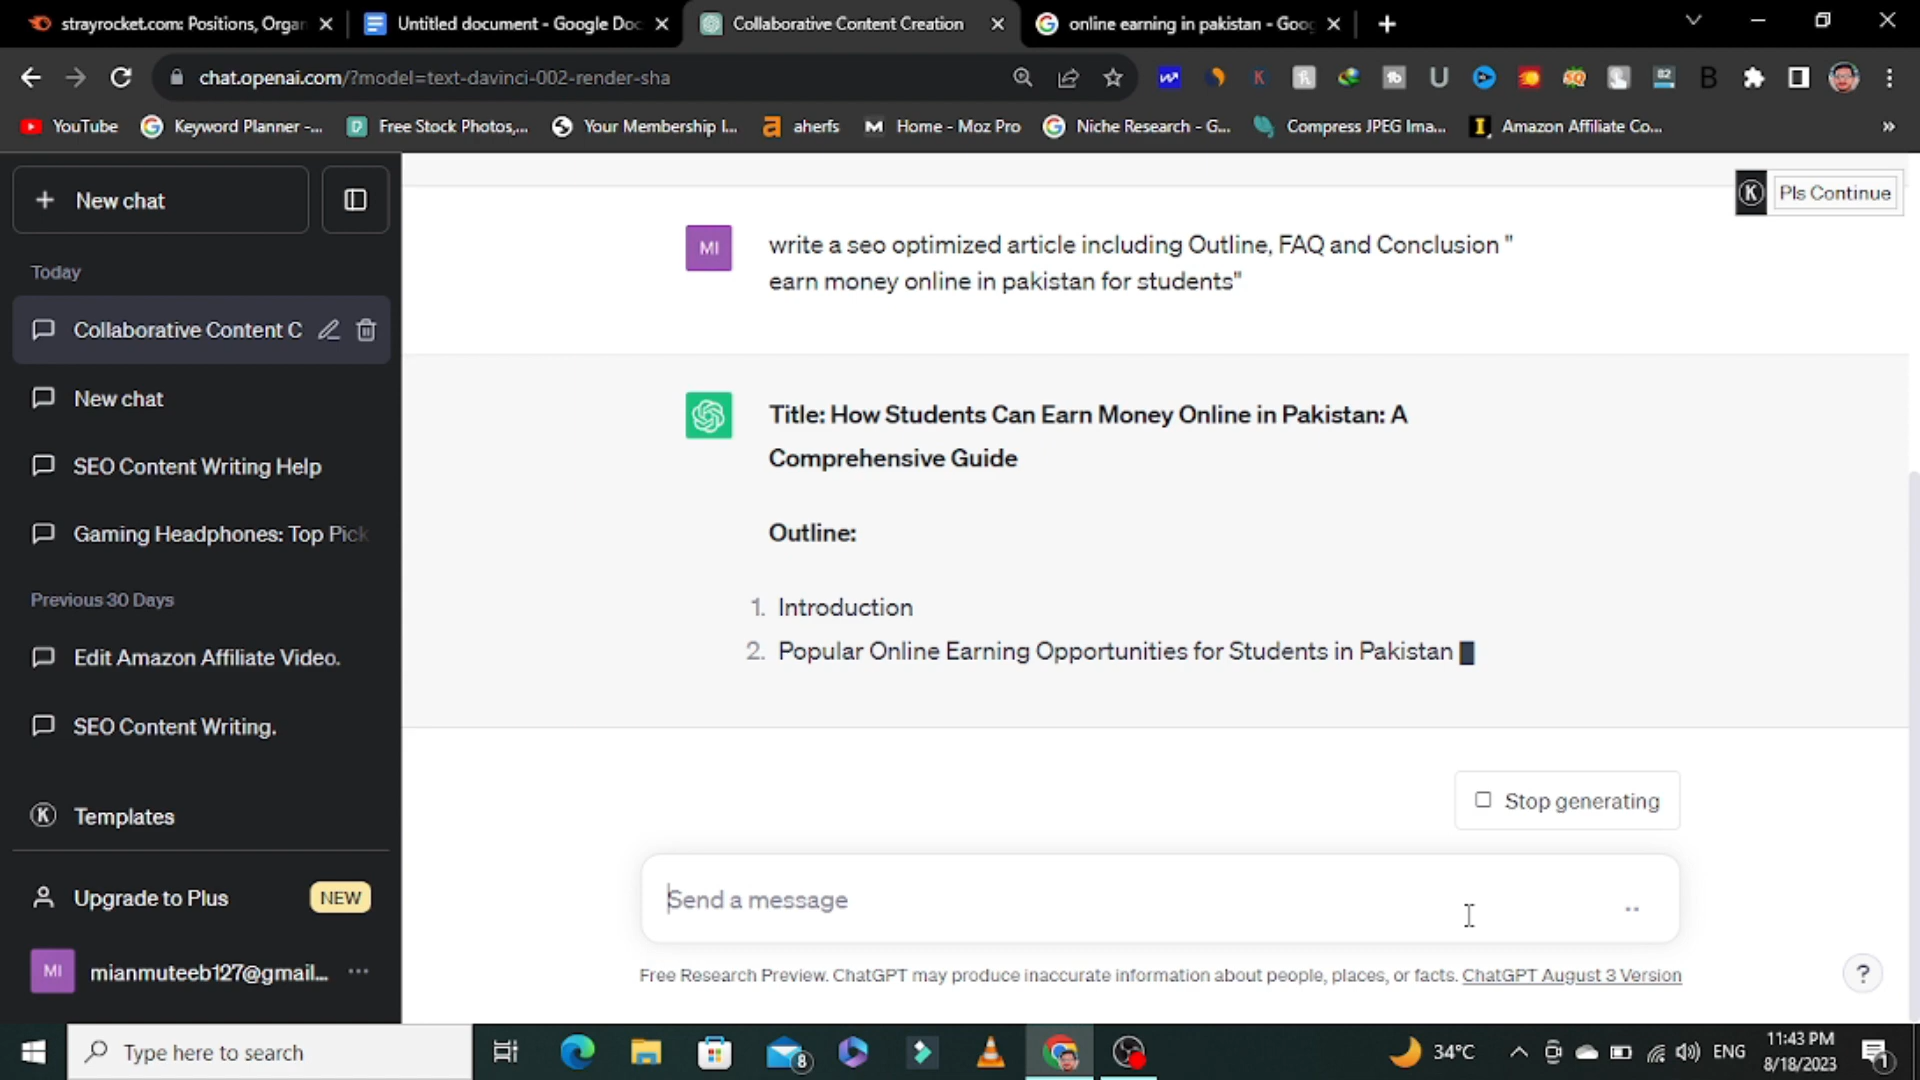 strayrocket.com: Positions, Organ
Untitled document - Google Doc
Collaborative Content Creation
online earning in pakistan - Goog
chat.openai.com/?model=text-davinci-002-render-sha
YouTube
Keyword Planner -...
Free Stock Photos,...
Your Membership I...
aherfs
Home - Moz Pro
Niche Research - G...
Compress JPEG Ima...
Amazon Affiliate Co...
New chat
Pls Continue
Today
Collaborative Content C
New chat
SEO Content Writing Help
Gaming Headphones: Top Pick
Previous 30 Days
Edit Amazon Affiliate Video.
SEO Content Writing.
Templates
Upgrade to Plus
NEW
MI
mianmuteeb127@gmail...
MI
write a seo optimized article including Outline, FAQ and Conclusion "
earn money online in pakistan for students"
Title: How Students Can Earn Money Online in Pakistan: A
Comprehensive Guide
Outline:
1. Introduction
2. Popular Online Earning Opportunities for Students in Pakistan
Stop generating
Send a message
Free Research Preview. ChatGPT may produce inaccurate information about people, places, or facts. ChatGPT August 3 Version
?
Type here to search
8
34°C
ENG
11:43 PM
8/18/2023
1